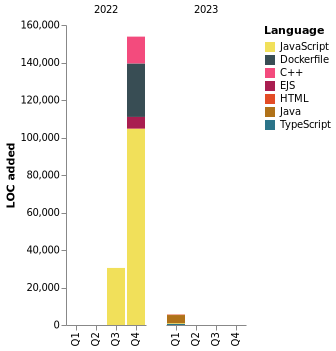 2022 2023
LOC added
160,000
140,000
120,000
100,000
80,000
60,000
40,000
20,000
0
Q1 Q2 Q3 Q4 Q1 Q2 Q3 Q4
Language
JavaScript
Dockerfile
C++
EJS
HTML
Java
TypeScript